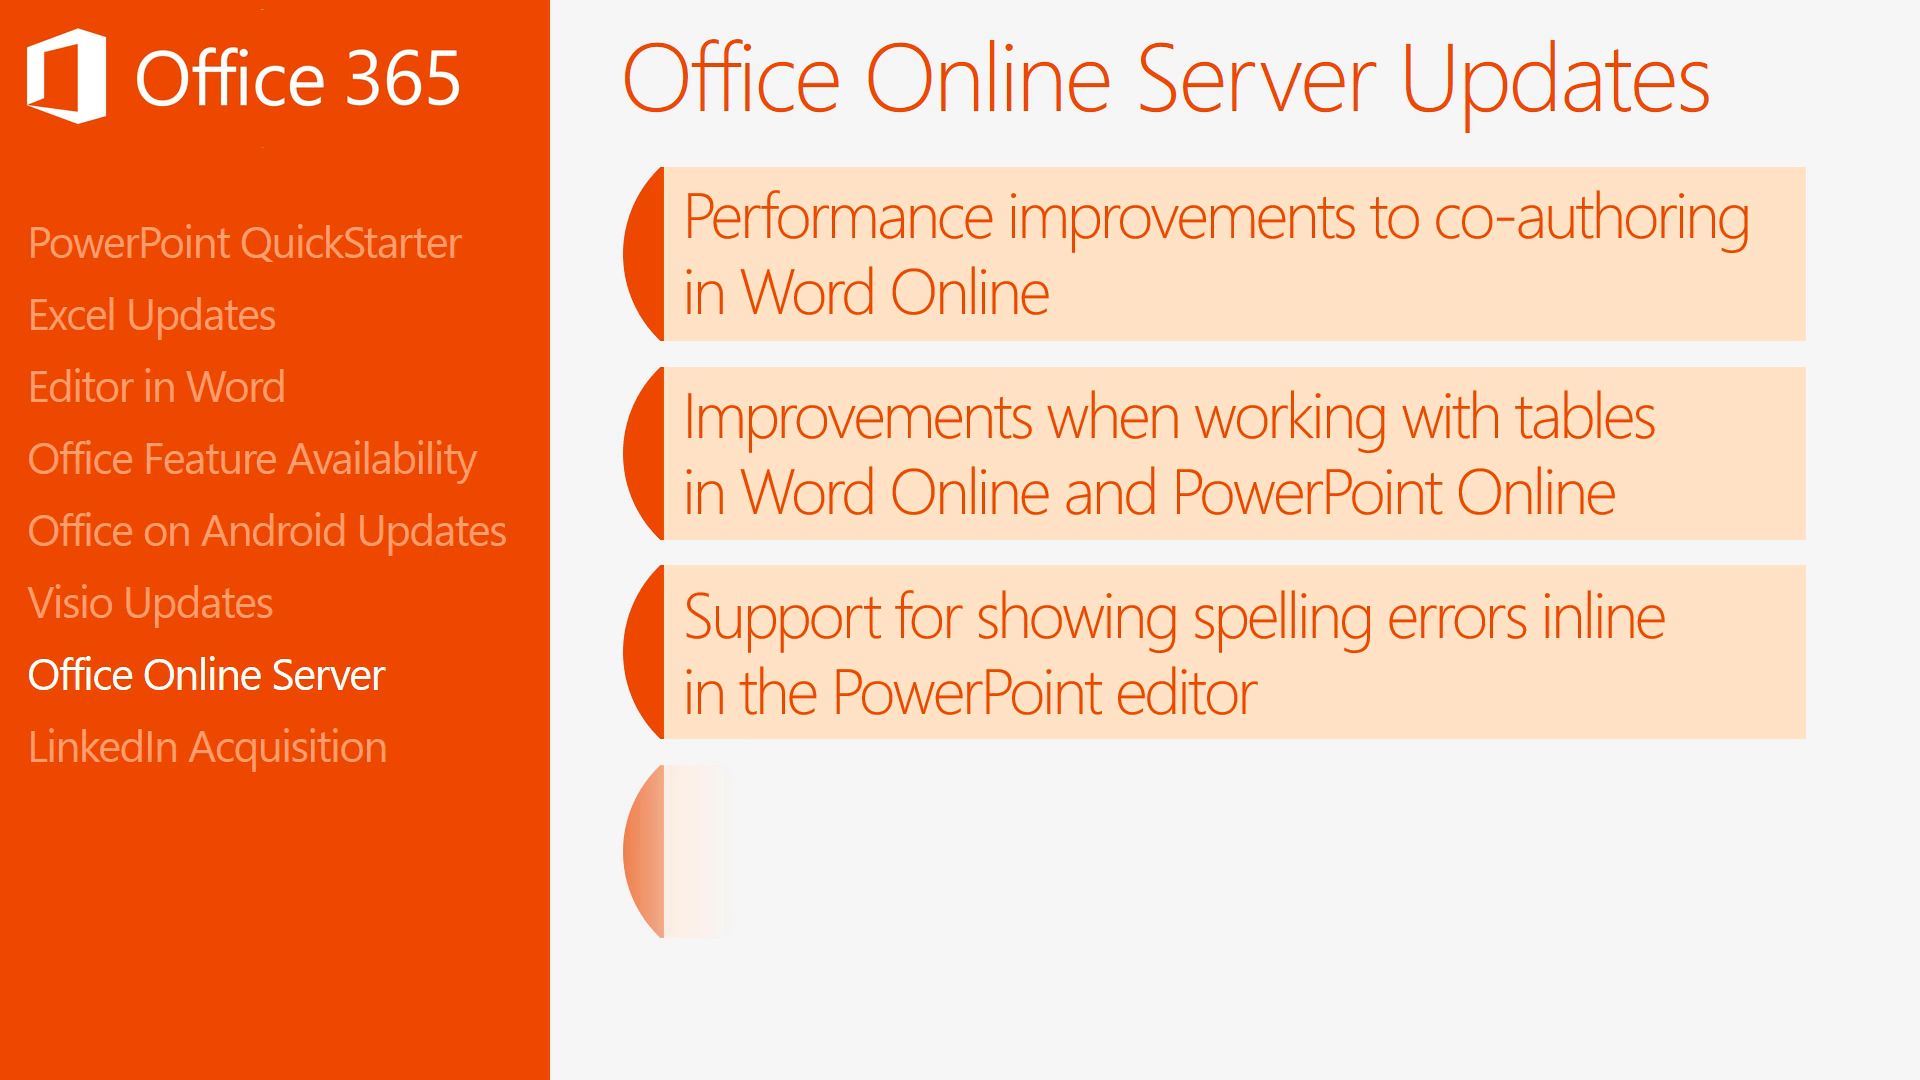 Office 365
PowerPoint QuickStarter
Excel Updates
Editor in Word
Office Feature Availability
Office on Android Updates
Visio Updates
Office Online Server
LinkedIn Acquisition
Office Online Server Updates
Performance improvements to co-authoring
in Word Online
Improvements when working with tables
in Word Online and PowerPoint Online
Support for showing spelling errors inline
in the PowerPoint editor